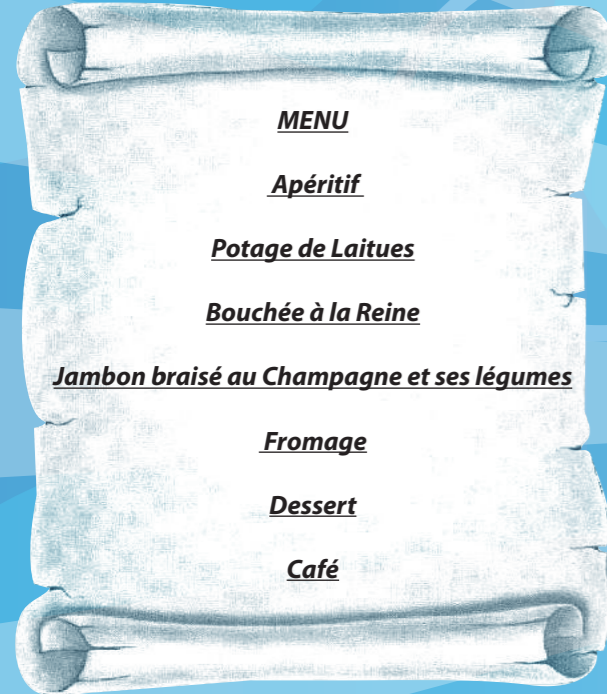 MENU
Apéritif
Potage de Laitues
Bouchée à la Reine
Jambon braisé au Champagne et ses légumes
Fromage
Dessert
Café